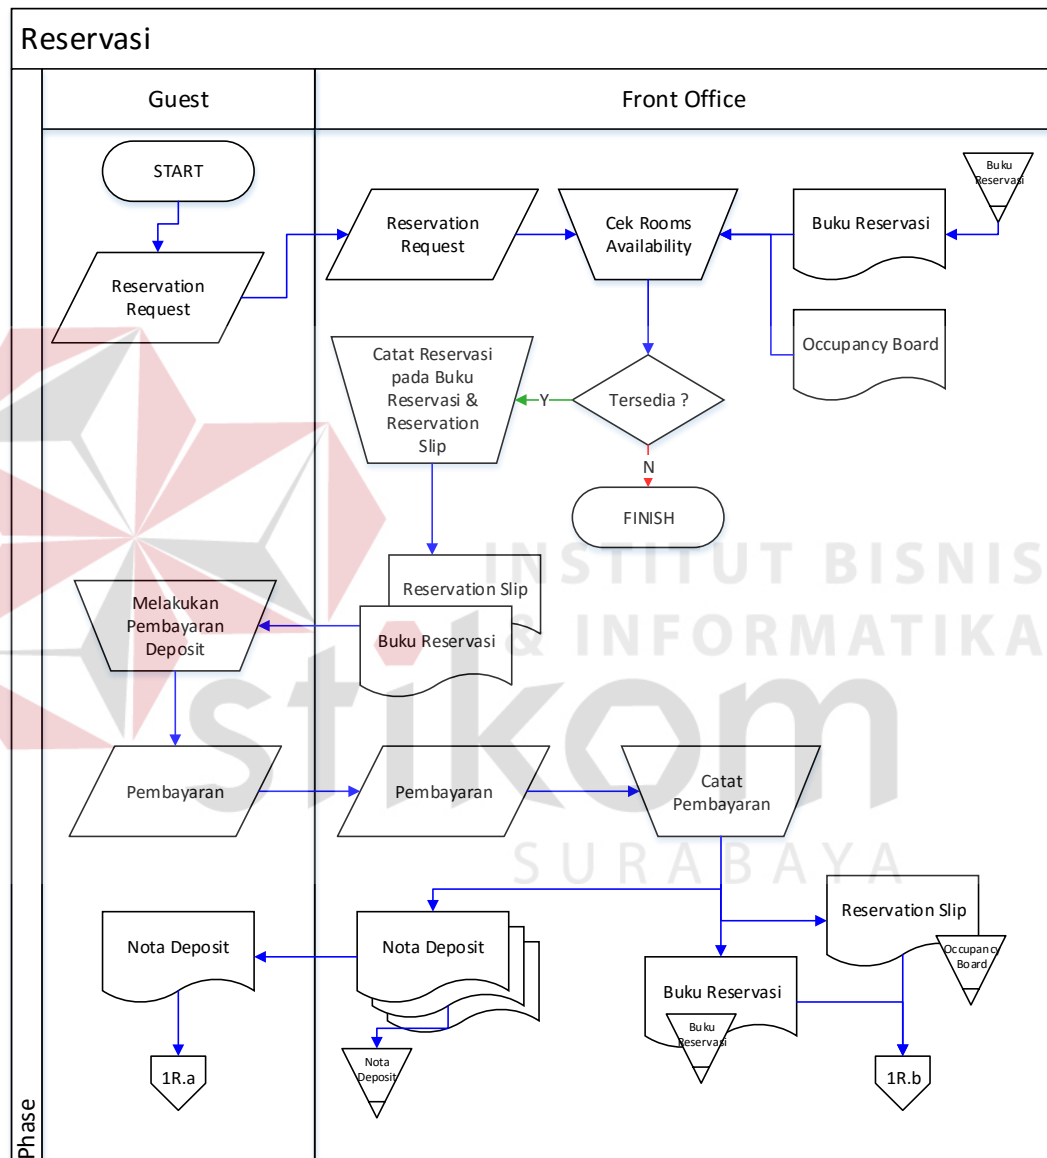 Reservasi
Guest
Front Office
START
Buku
Reservasi
Reservation
Request
Cek Rooms
Availability
Buku Reservasi
Reservation
Request
Occupancy Board
Catat Reservasi
pada Buku
Reservasi &
Reservation
Slip
Y
Tersedia ?
N
FINISH
INSTITUT BISNIS
& INFORMATIKA
stikom
SURABAYA
Reservation Slip
Buku Reservasi
Melakukan
Pembayaran
Deposit
Pembayaran
Pembayaran
Catat
Pembayaran
Nota Deposit
Nota Deposit
Reservation Slip
Occupancy
Board
Buku Reservasi
Buku
Reservasi
Nota
Deposit
1R.a
1R.b
Phase